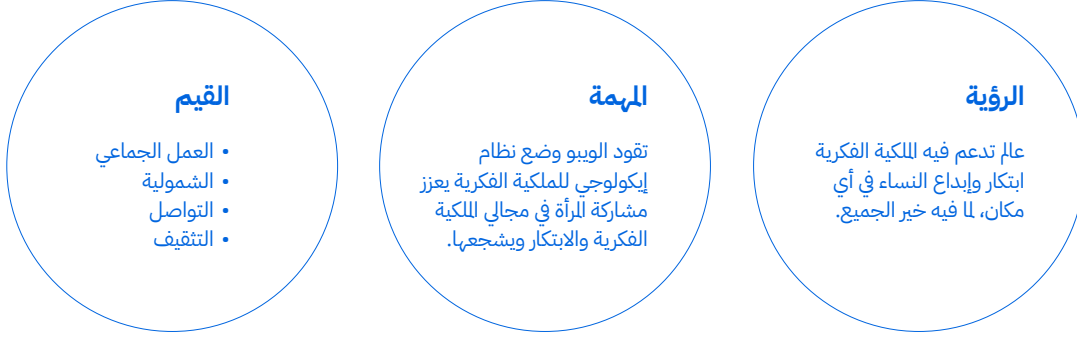 الرؤية
عالم تدعم فيه الملكية الفكرية
ابتكار وإبداع النساء في أي
مكان، لما فيه خير الجميع.
المهمة
تقود الويبو وضع نظام
إيكولوجي للملكية الفكرية يعزز
مشاركة المرأة في مجالي الملكية
الفكرية والابتكار ويشجعها.
القيم
• العمل الجماعي
• الشمولية
• التواصل
• التثقيف